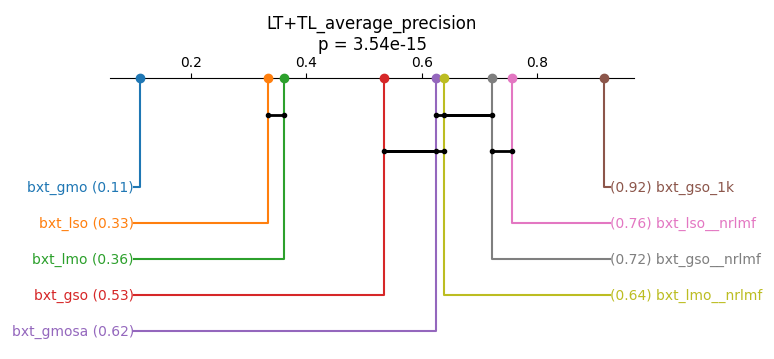 LT+TL_average_precision
p = 3.54e-15
0.2 0.4 0.6 0.8
bxt_gmo (0.11) (0.92) bxt_gso_1k
bxt_lso (0.33) (0.76) bxt_lso__nrlmf
bxt_lmo (0.36) (0.72) bxt_gso__nrlmf
bxt_gso (0.53) (0.64) bxt_lmo__nrlmf
bxt_gmosa (0.62)